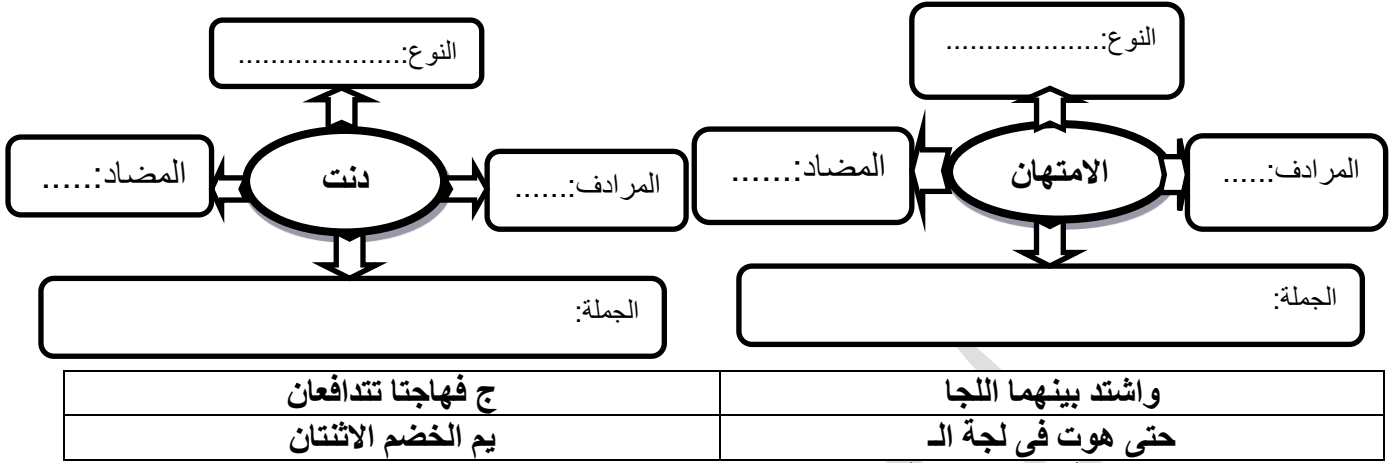 النوع:...................
الامتهان
المرادف:.....
المضاد:......
الجملة:
النوع:....................
دنت
المرادف:......
المضاد:.....
الجملة:
واشتد بينهما اللجا ج فهاجتا تتدافعان
حتى هوت في لجة الـ يم الخضم الاثنتان